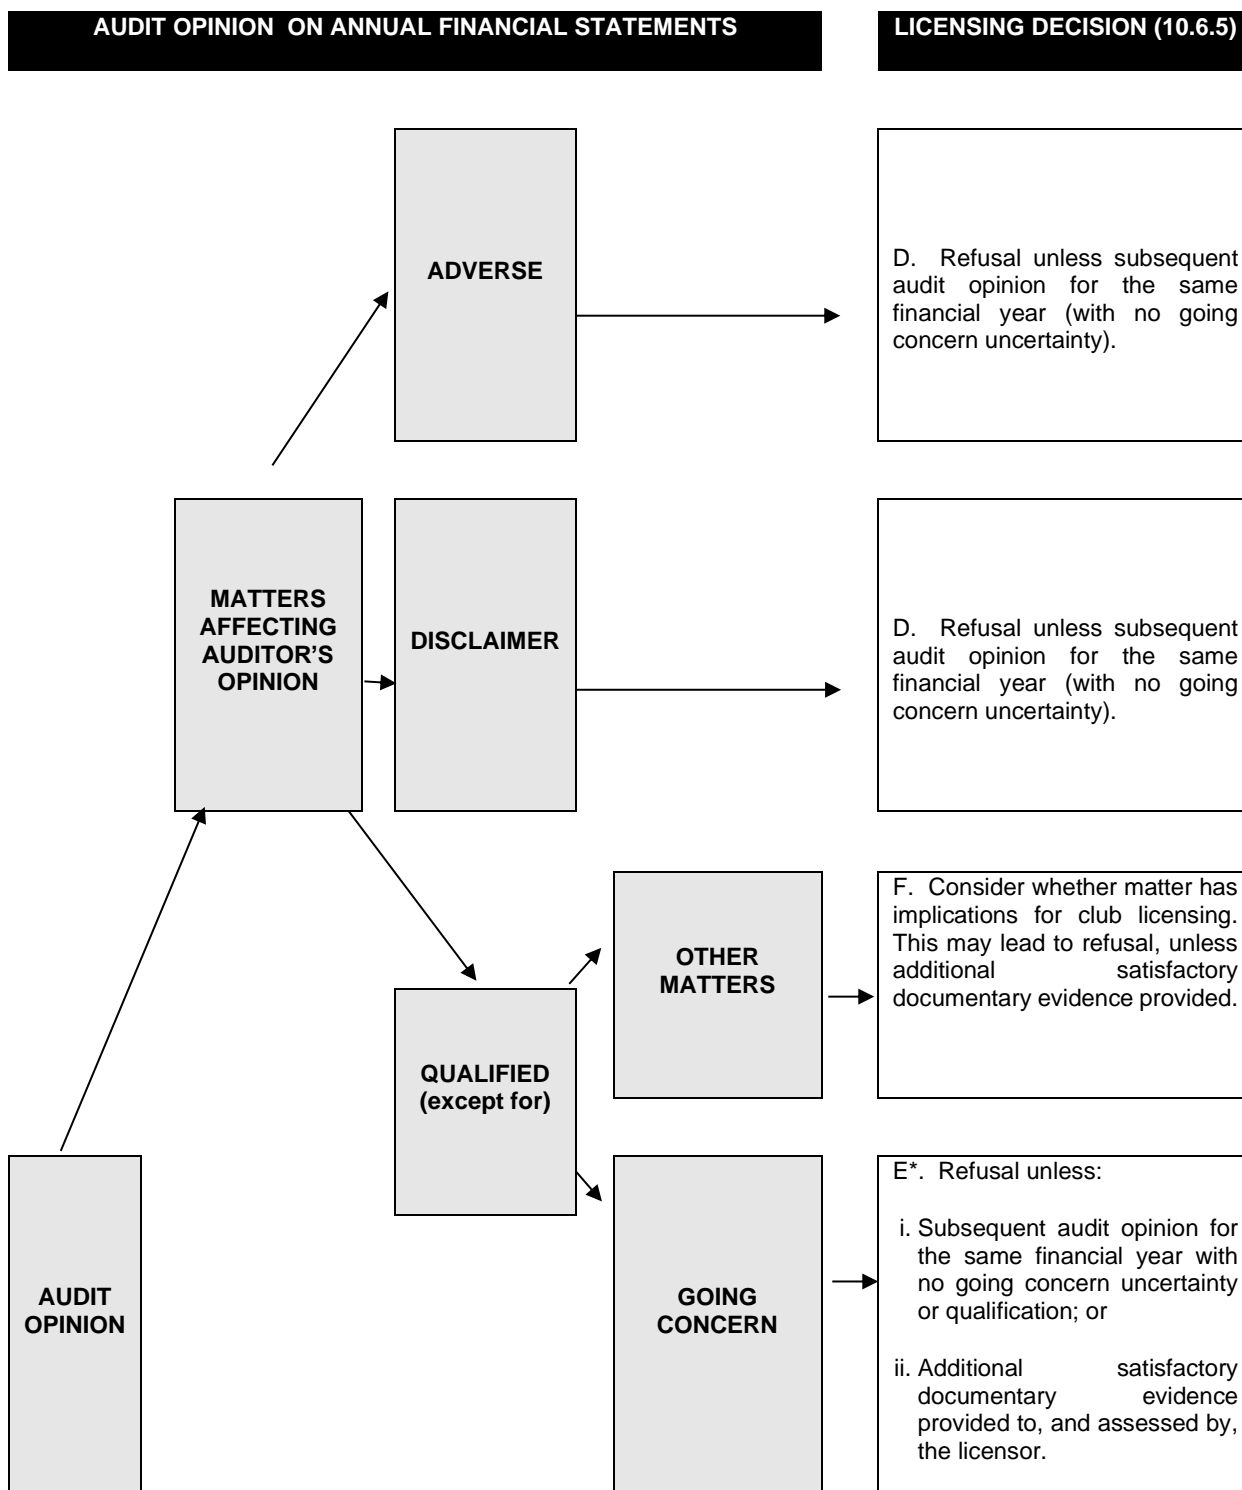 AUDIT OPINION ON ANNUAL FINANCIAL STATEMENTS
LICENSING DECISION (10.6.5)
ADVERSE
D. Refusal unless subsequent
audit opinion for the same
financial year (with no going
concern uncertainty).
MATTERS
AFFECTING
AUDITOR'S
OPINION
DISCLAIMER
D. Refusal unless subsequent
audit opinion for the same
financial year (with no going
concern uncertainty).
OTHER
MATTERS
F. Consider whether matter has
implications for club licensing.
This may lead to refusal, unless
additional satisfactory
documentary evidence provided.
QUALIFIED
(except for)
AUDIT
OPINION
GOING
CONCERN
E*. Refusal unless:
i. Subsequent audit opinion for
the same financial year with
no going concern uncertainty
or qualification; or
ii. Additional satisfactory
documentary evidence
provided to, and assessed by,
the licensor.